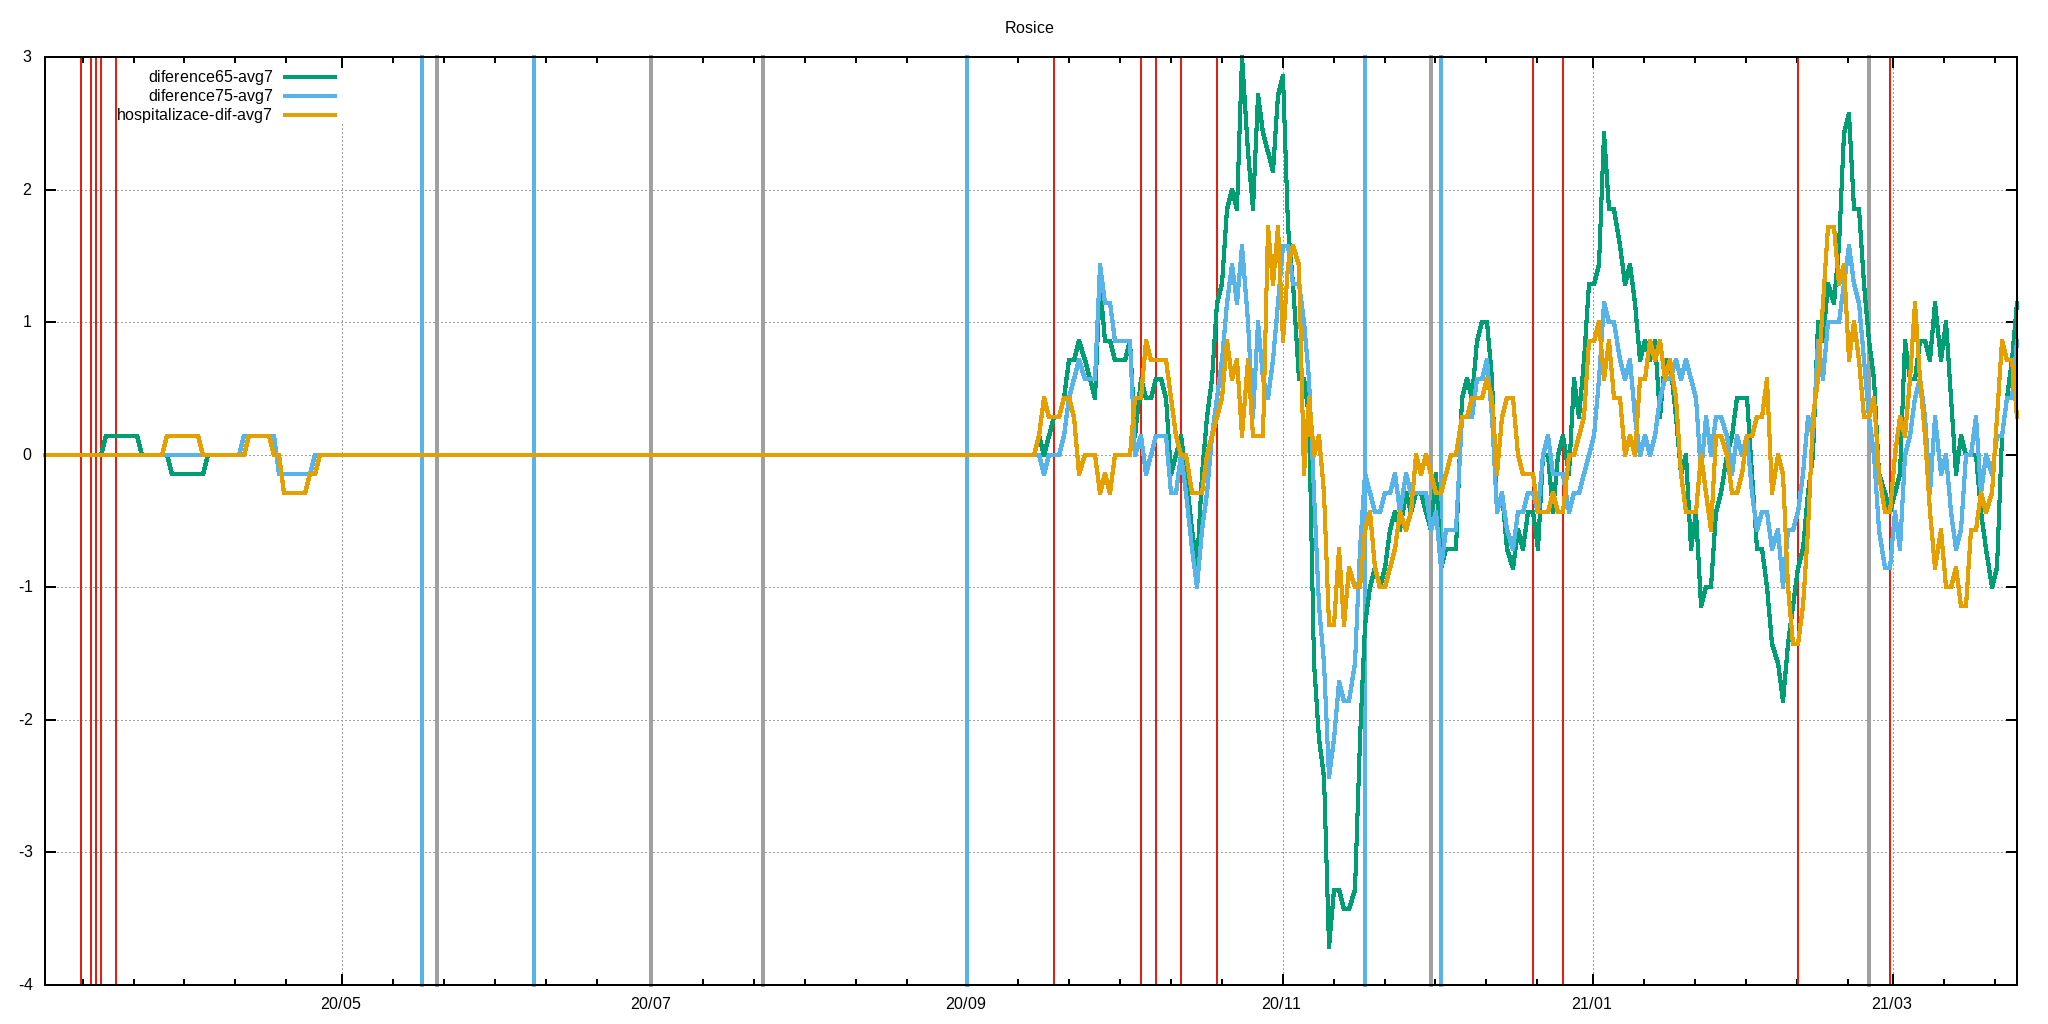 Rosice
diference65-avg7
diference75-avg7
hospitalizace-dif-avg7
3
2
1
0
-1
-2
-3
-4
20/05 20/07 20/09 20/11 21/01 21/03